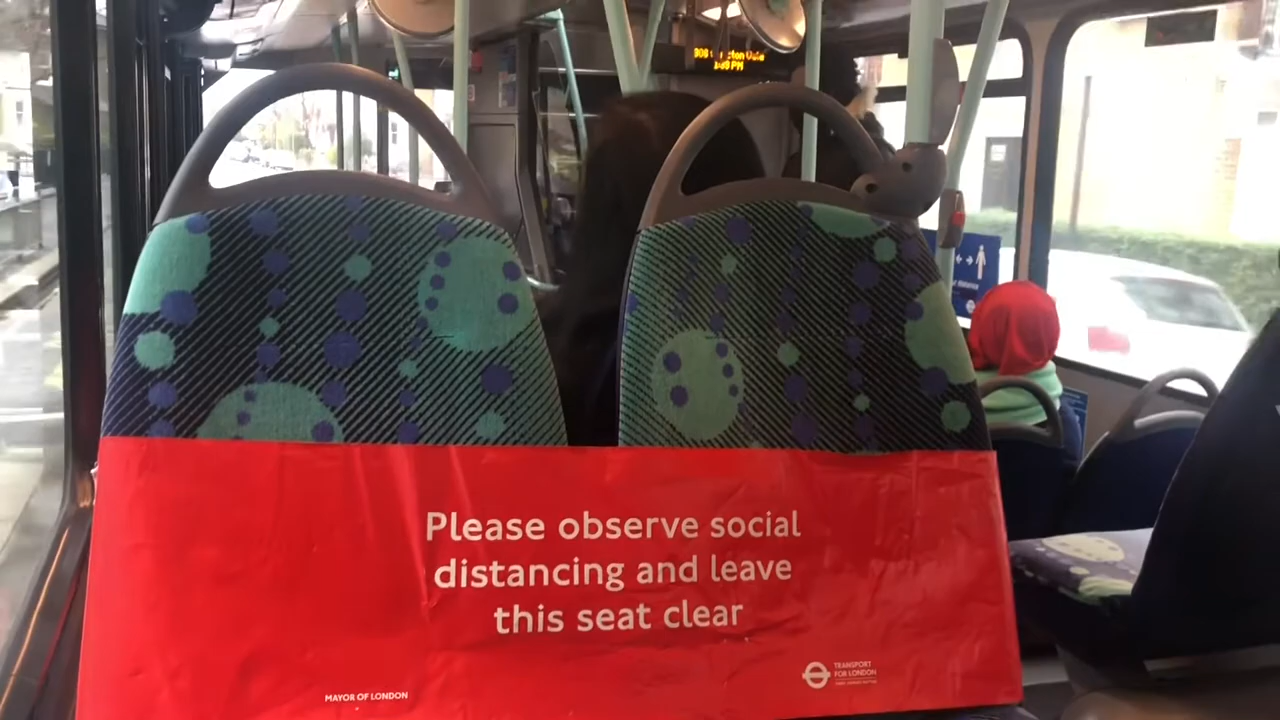 Please observe social
distancing and leave
this seat clear
MAYOR OF LONDON
TRANSPORT
FOR LONDON